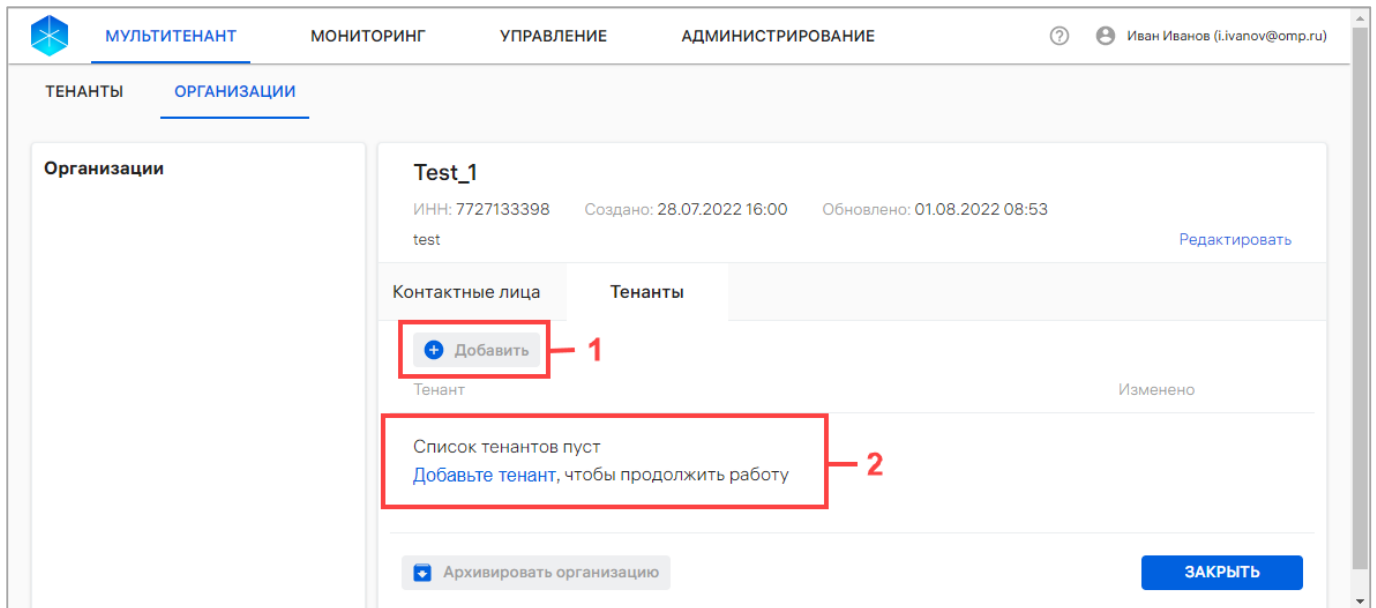 МУЛЬТИТЕНАНТ МОНИТОРИНГ УПРАВЛЕНИЕ АДМИНИСТРИРОВАНИЕ ? Иван Иванов (i.ivanov@omp.ru)
ТЕНАНТЫ ОРГАНИЗАЦИИ
Организации
Test_1
ИНН: 7727133398 Создано: 28.07.2022 16:00 Обновлено: 01.08.2022 08:53
test Редактировать
Контактные лица Тенанты
Добавить 1
Тенант Изменено
Список тенантов пуст
Добавьте тенант, чтобы продолжить работу
2
Архивировать организацию ЗАКРЫТЬ